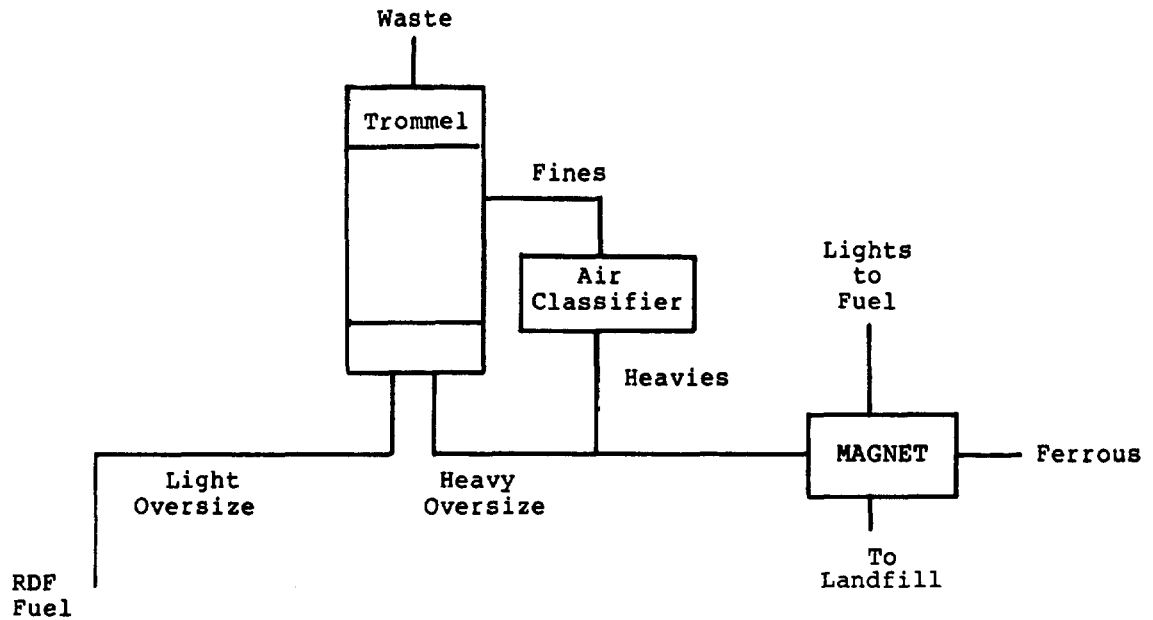 Waste
Trommel
Fines
Air
Classifier
Lights
to
Fuel
Heavies
MAGNET
Ferrous
Light
Oversize
Heavy
Oversize
To
Landfill
RDF
Fuel